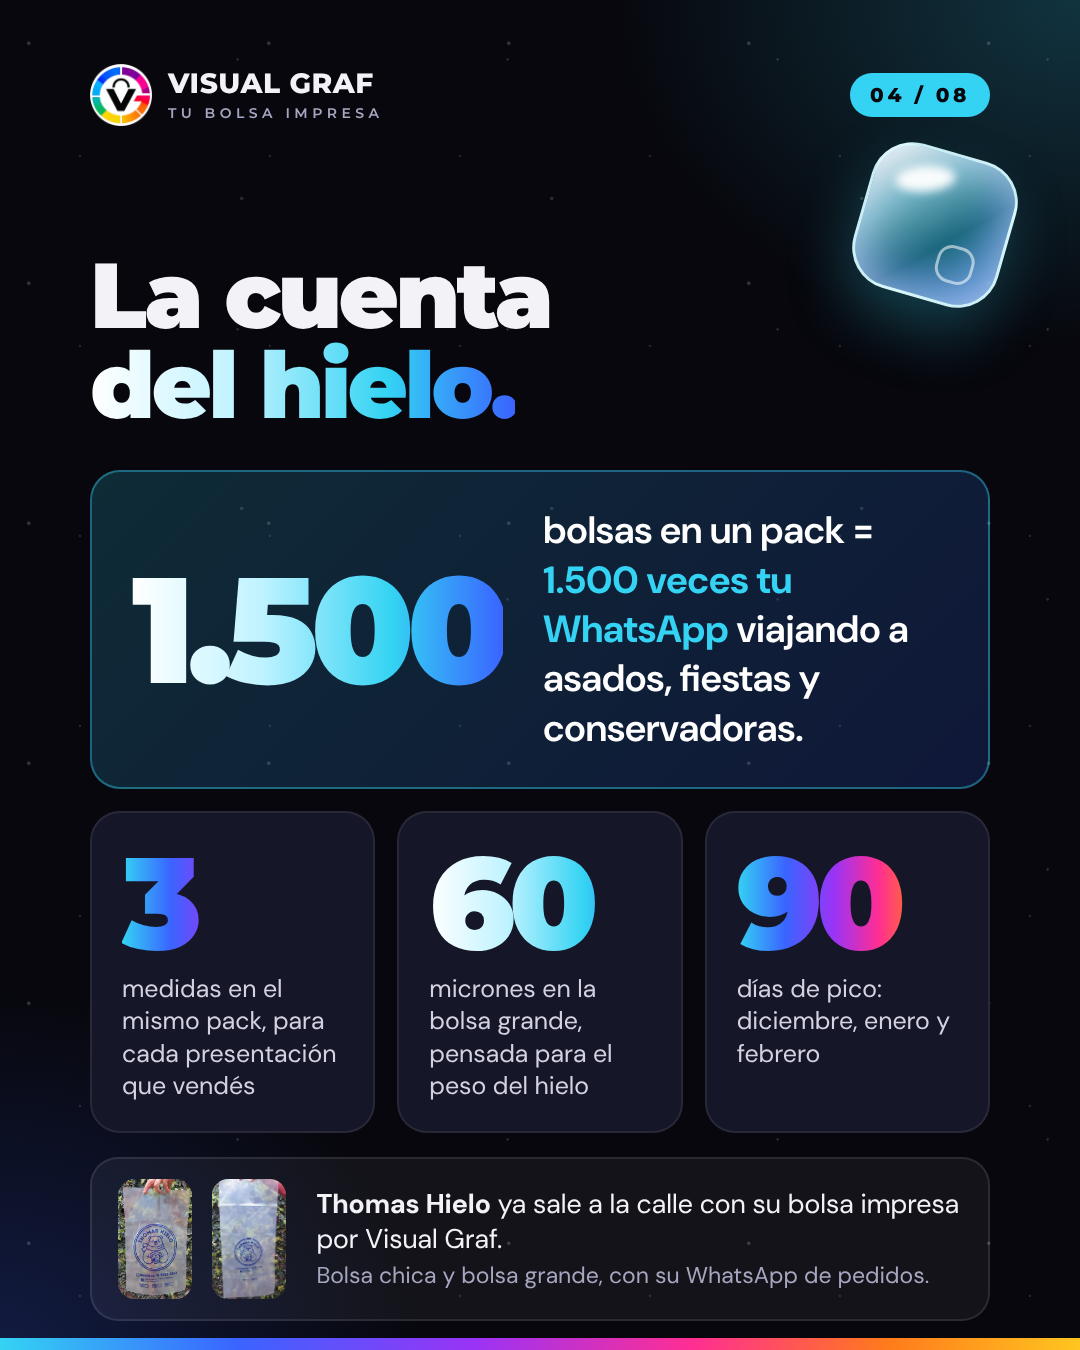 VISUAL GRAF
TU BOLSA IMPRESA
04 / 08
La cuenta
del hielo.
1.500
bolsas en un pack =
1.500 veces tu
WhatsApp viajando a
asados, fiestas y
conservadoras.
3
medidas en el
mismo pack, para
cada presentación
que vendés
60
micrones en la
bolsa grande,
pensada para el
peso del hielo
90
días de pico:
diciembre, enero y
febrero
THOMAS HIELO
Thomas Hielo ya sale a la calle con su bolsa impresa
por Visual Graf.
Bolsa chica y bolsa grande, con su WhatsApp de pedidos.